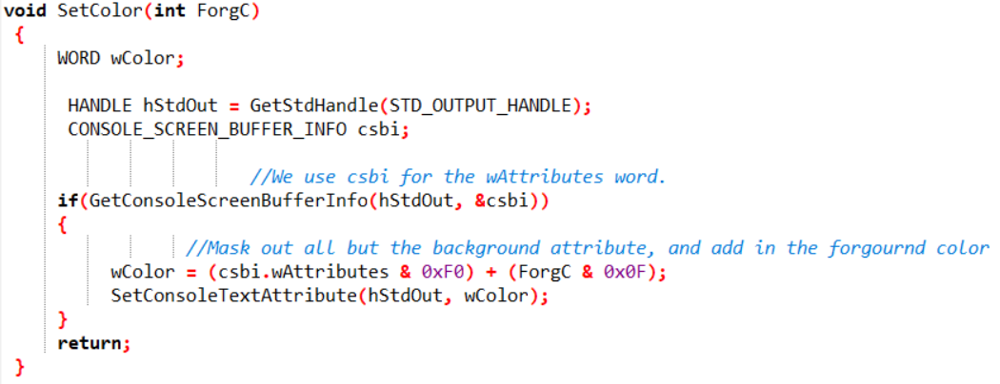 void SetColor(int ForgC)
{
WORD wColor;
HANDLE hStdOut = GetStdHandle(STD_OUTPUT_HANDLE);
CONSOLE_SCREEN_BUFFER_INFO csbi;
//We use csbi for the wAttributes word.
if(GetConsoleScreenBufferInfo(hStdOut, &csbi))
{
//Mask out all but the background attribute, and add in the forgournd color
wColor = (csbi.wAttributes & 0xF0) + (ForgC & 0x0F);
SetConsoleTextAttribute(hStdOut, wColor);
}
return;
}